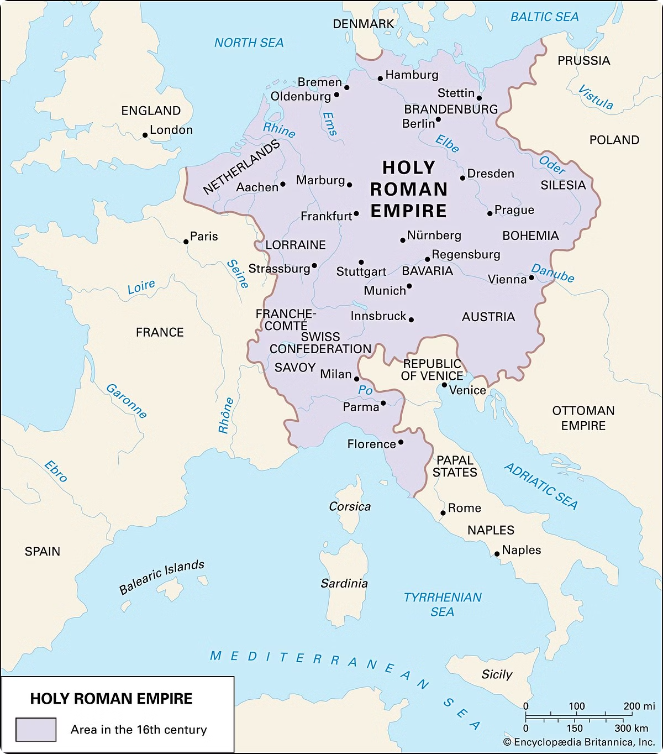 DENMARK
BALTIC SEA
NORTH SEA
PRUSSIA
Hamburg
Bremen
Oldenburg
Stettin
BRANDENBURG
Berlin
Vistula
ENGLAND
London
Rhine
Ems
Elbe
POLAND
NETHERLANDS
Aachen
Marburg
HOLY
ROMAN
EMPIRE
Dresden
Oder
SILESIA
Frankfurt
Prague
Paris
LORRAINE
Nürnberg
BOHEMIA
Seine
Strassburg
Stuttgart
Regensburg
BAVARIA
Vienna
Danube
Loire
Munich
FRANCHE-
COMTÉ
Innsbruck
AUSTRIA
FRANCE
SWISS
CONFEDERATION
SAVOY
Milan
REPUBLIC
OF VENICE
Venice
Po
Parma
Garonne
Rhône
OTTOMAN
EMPIRE
Florence
PAPAL
STATES
ADRIATIC SEA
Ebro
Corsica
Rome
NAPLES
Naples
SPAIN
Balearic Islands
Sardinia
TYRRHENIAN
SEA
MEDITERRANEAN SEA
Sicily
HOLY ROMAN EMPIRE
Area in the 16th century
0 100 200 mi
0 150 300 km
© Encyclopædia Britannica, Inc.